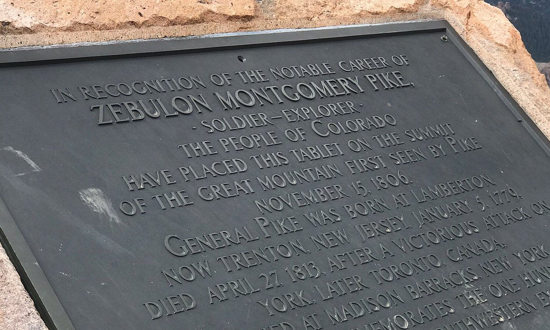 IN RECOGNITION OF THE NOTABLE CAREER OF
ZEBULON MONTGOMERY PIKE,
SOLDIER-EXPLORER
THE PEOPLE OF COLORADO
HAVE PLACED THIS TABLET ON THE SUMMIT
OF THE GREAT MOUNTAIN FIRST SEEN BY PIKE
NOVEMBER 15, 1806.
GENERAL PIKE WAS BORN AT LAMBERTON,
NOW, TRENTON, NEW JERSEY, JANUARY 5, 1778.
DIED APRIL 27, 1813, AFTER A VICTORIOUS ATTACK ON
YORK, LATER TORONTO CANADA,
AT MADISON BARRACKS, NEW YORK
THE ONE